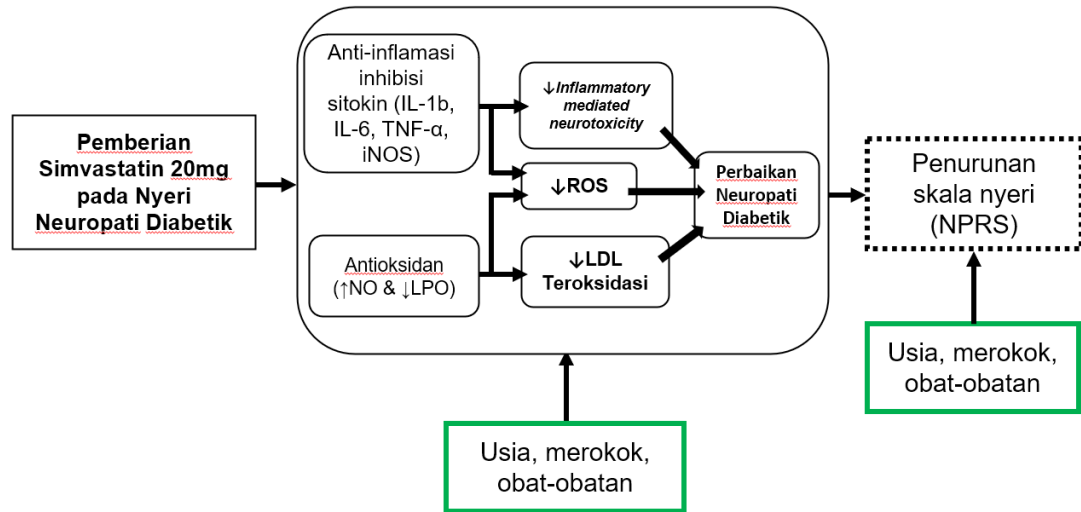 Pemberian
Simvastatin 20mg
pada Nyeri
Neuropati Diabetik
Anti-inflamasi
inhibisi
sitokin (IL-1b,
IL-6, TNF-α,
iNOS)
Antioksidan
(↑NO & ↓LPO)
↓Inflammatory
mediated
neurotoxicity
↓ROS
↓LDL
Teroksidasi
Perbaikan
Neuropati
Diabetik
Penurunan
skala nyeri
(NPRS)
Usia, merokok,
obat-obatan
Usia, merokok,
obat-obatan